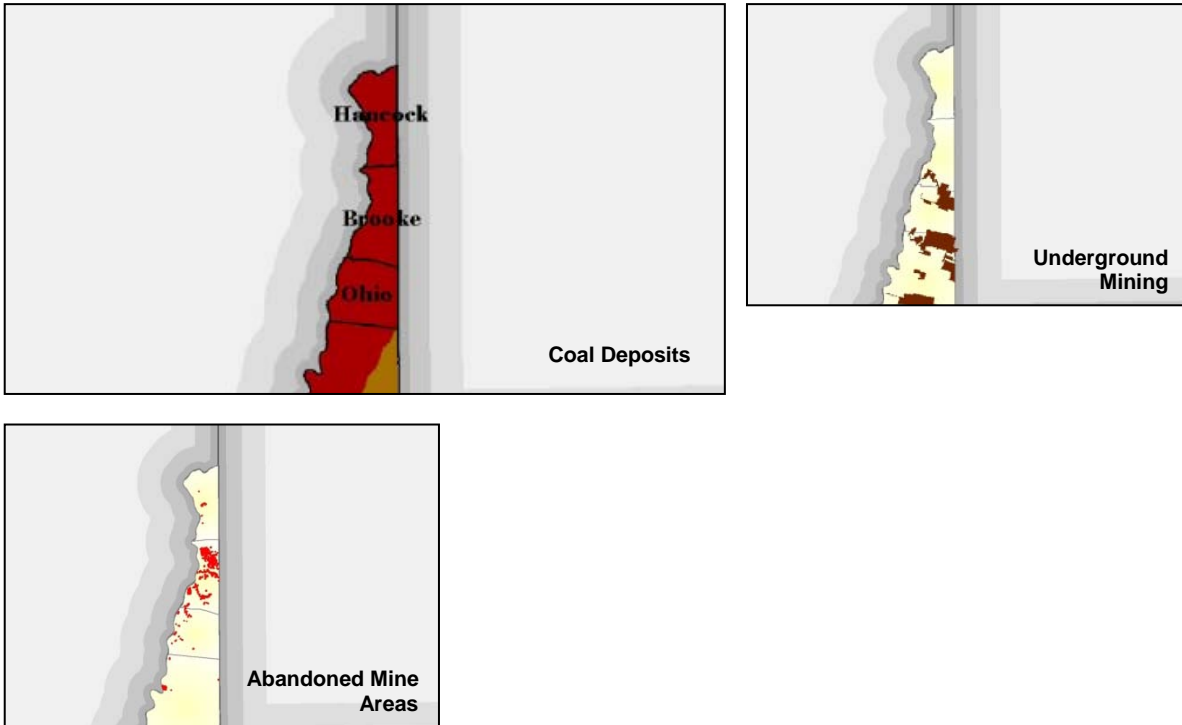 Hancock
Brooke
Ohio
Coal Deposits
Underground
Mining
Abandoned Mine
Areas